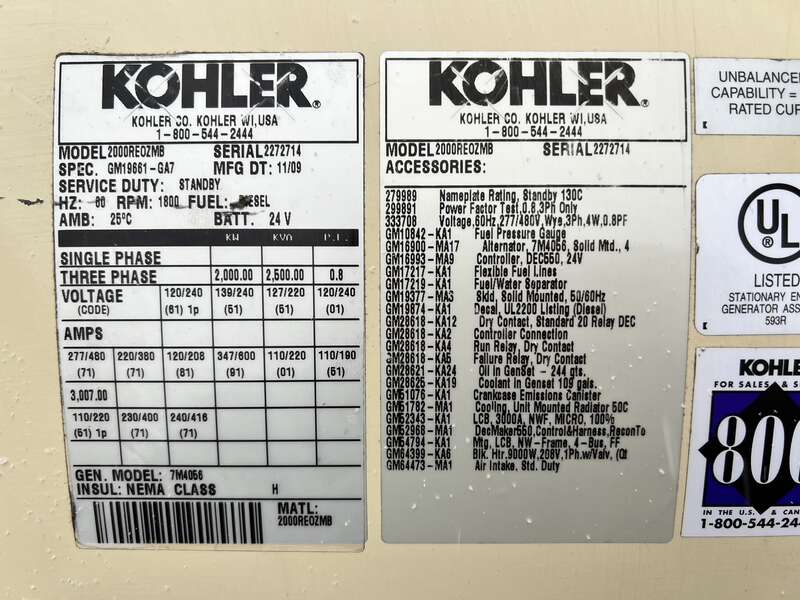 KOHLER®
KOHLER CO. KOHLER WI,USA
1-800-544-2444
MODEL 2000REOZMB SERIAL 2272714
SPEC. GM19661-GA7 MFG DT: 11/09
SERVICE DUTY: STANDBY
HZ: 60 RPM: 1800 FUEL: DIESEL
AMB: 25°C BATT. 24 V
KW KVA P.F.
SINGLE PHASE
THREE PHASE 2,000.00 2,500.00 0.8
VOLTAGE 120/240 139/240 127/220 120/240
(CODE) (61) 1p (51) (51) (01)
AMPS
277/480 220/380 120/208 347/600 110/220 110/190
(71) (71) (81) (91) (01) (51)
3,007.00
110/220 230/400 240/416
(61) 1p (71) (71)
GEN. MODEL: 7M4056
INSUL: NEMA CLASS H
MATL:
2000REOZMB
KOHLER®
KOHLER CO. KOHLER WI,USA
1-800-544-2444
MODEL 2000REOZMB SERIAL 2272714
ACCESSORIES:
279989 Nameplate Rating, Standby 130C
299891 Power Factor Test,0.8,3Ph Only
333708 Voltage,60Hz,277/480V,Wye,3Ph,4W,0.8PF
GM10842-KA1 Fuel Pressure Gauge
GM16900-MA17 Alternator, 7M4056, Solid Mtd., 4
GM16993-MA9 Controller, DEC550, 24V
GM17217-KA1 Flexible Fuel Lines
GM17219-KA1 Fuel/Water Separator
GM19377-MA3 Skid, Solid Mounted, 50/60Hz
GM19874-KA1 Decal, UL2200 Listing (Diesel)
GM28618-KA12 Dry Contact, Standard 20 Relay DEC
GM28618-KA2 Controller Connection
GM28618-KA4 Run Relay, Dry Contact
GM28618-KA5 Failure Relay, Dry Contact
GM28621-KA24 Oil in GenSet - 244 qts.
GM28625-KA19 Coolant in Genset 109 gals.
GM51076-KA1 Crankcase Emissions Canister
GM51782-MA1 Cooling, Unit Mounted Radiator 50C
GM52343-KA1 LCB, 3000A, NWF, MICRO, 100%
GM52968-MA1 DecMaker550,Control&Harness,ReconTo
GM54794-KA1 Mtg, LCB, NW-Frame, 4-Bus, FF
GM64399-KA6 Blk. Htr,9000W,208V,1Ph,w/Valv, (Qt
GM64473-MA1 Air Intake, Std. Duty
UNBALANCE
CAPABILITY =
RATED CUR
UL
®
LISTED
STATIONARY EN
GENERATOR ASS
593R
KOHLE
FOR SALES & S
800
IN THE U.S. & CAN
1-800-544-24